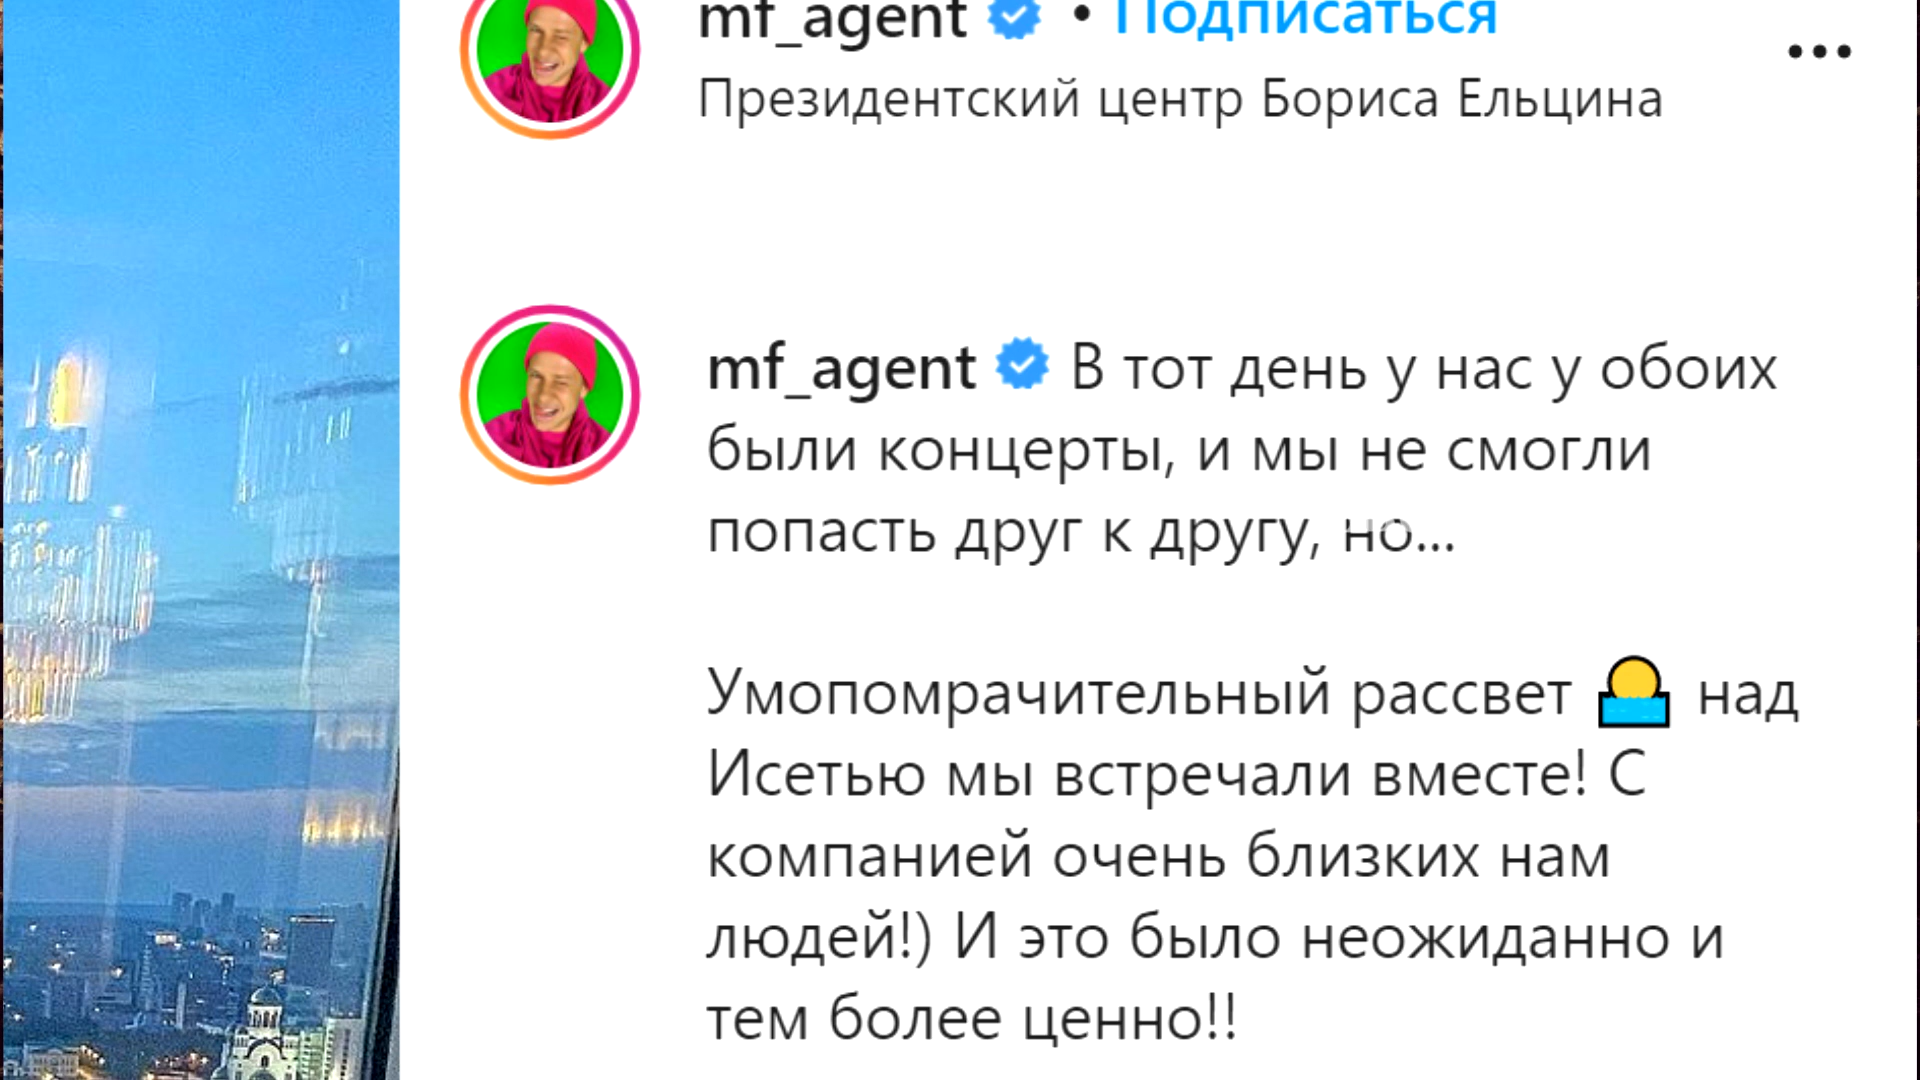 mf_agent • Подписаться
Президентский центр Бориса Ельцина
mf_agent В тот день у нас у обоих
были концерты, и мы не смогли
попасть друг к другу, но...
Умопомрачительный рассвет над
Исетью мы встречали вместе! С
компанией очень близких нам
людей!) И это было неожиданно и
тем более ценно!!